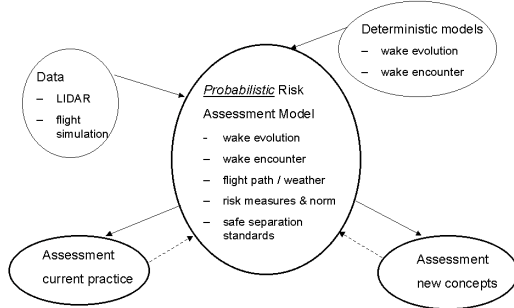 Deterministic models
– wake evolution
– wake encounter
Data
– LIDAR
– flight
simulation
Probabilistic Risk
Assessment Model
- wake evolution
– wake encounter
– flight path / weather
– risk measures & norm
– safe separation
standards
Assessment
current practice
Assessment
new concepts